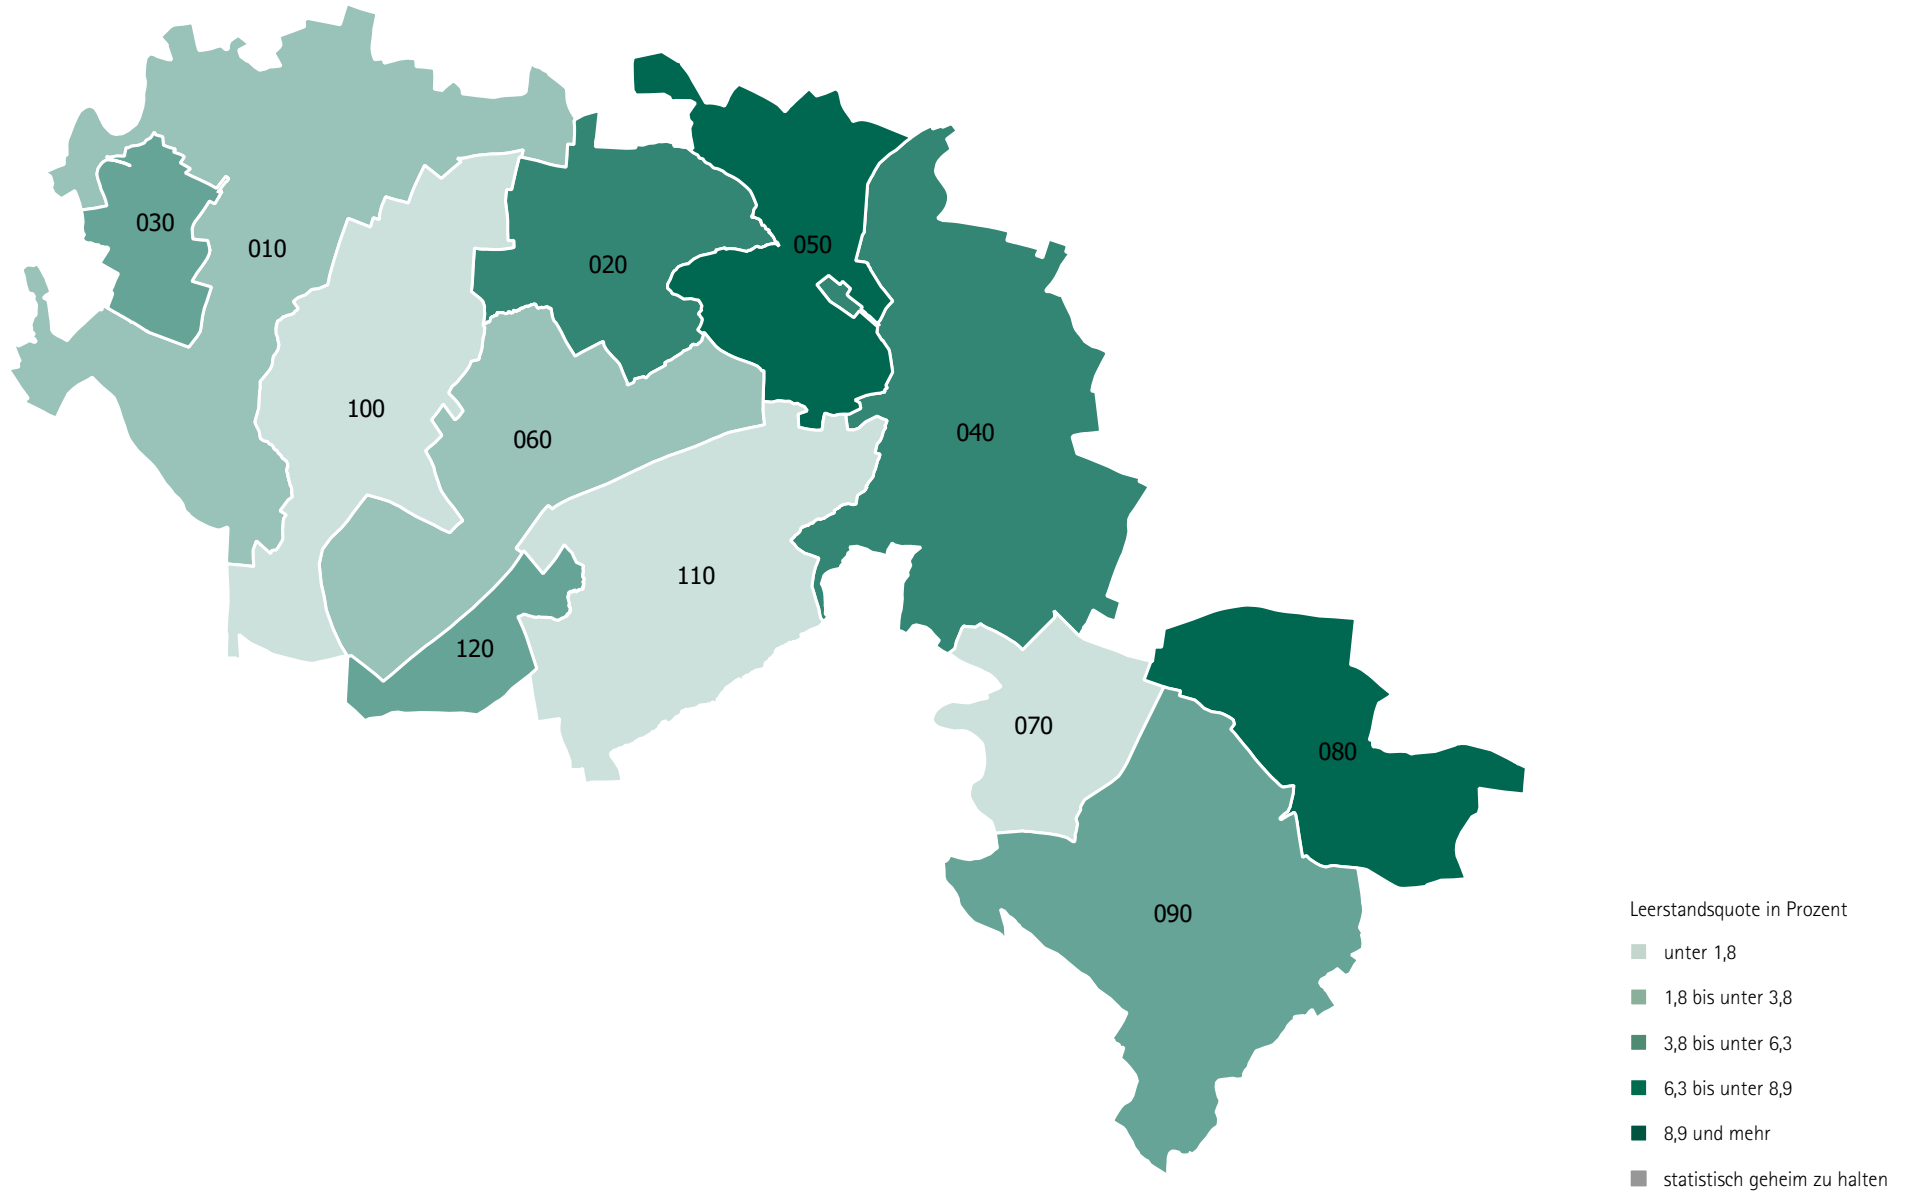 030
010
050
020
100
060
040
110
120
070
080
090
Leerstandsquote in Prozent
unter 1,8
1,8 bis unter 3,8
3,8 bis unter 6,3
6,3 bis unter 8,9
8,9 und mehr
statistisch geheim zu halten